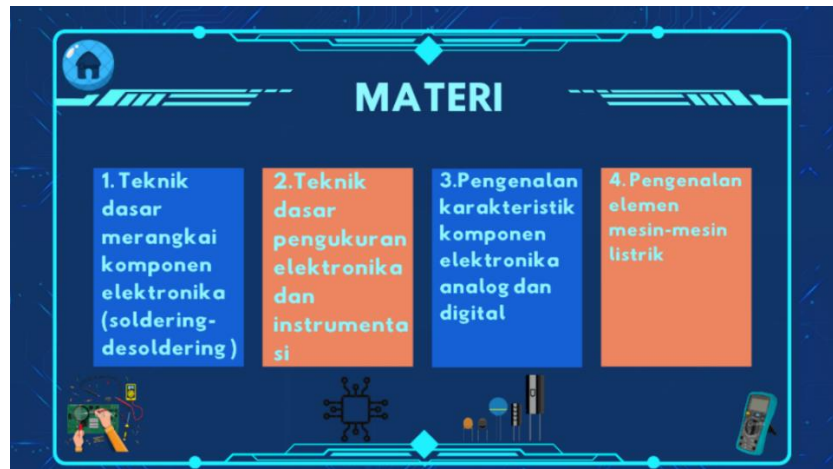 MATERI
1. Teknik
dasar
merangkai
komponen
elektronika
(soldering-
desoldering)
2.Teknik
dasar
pengukuran
elektronika
dan
instrumenta
si
3.Pengenalan
karakteristik
komponen
elektronika
analog dan
digital
4. Pengenalan
elemen
mesin-mesin
listrik